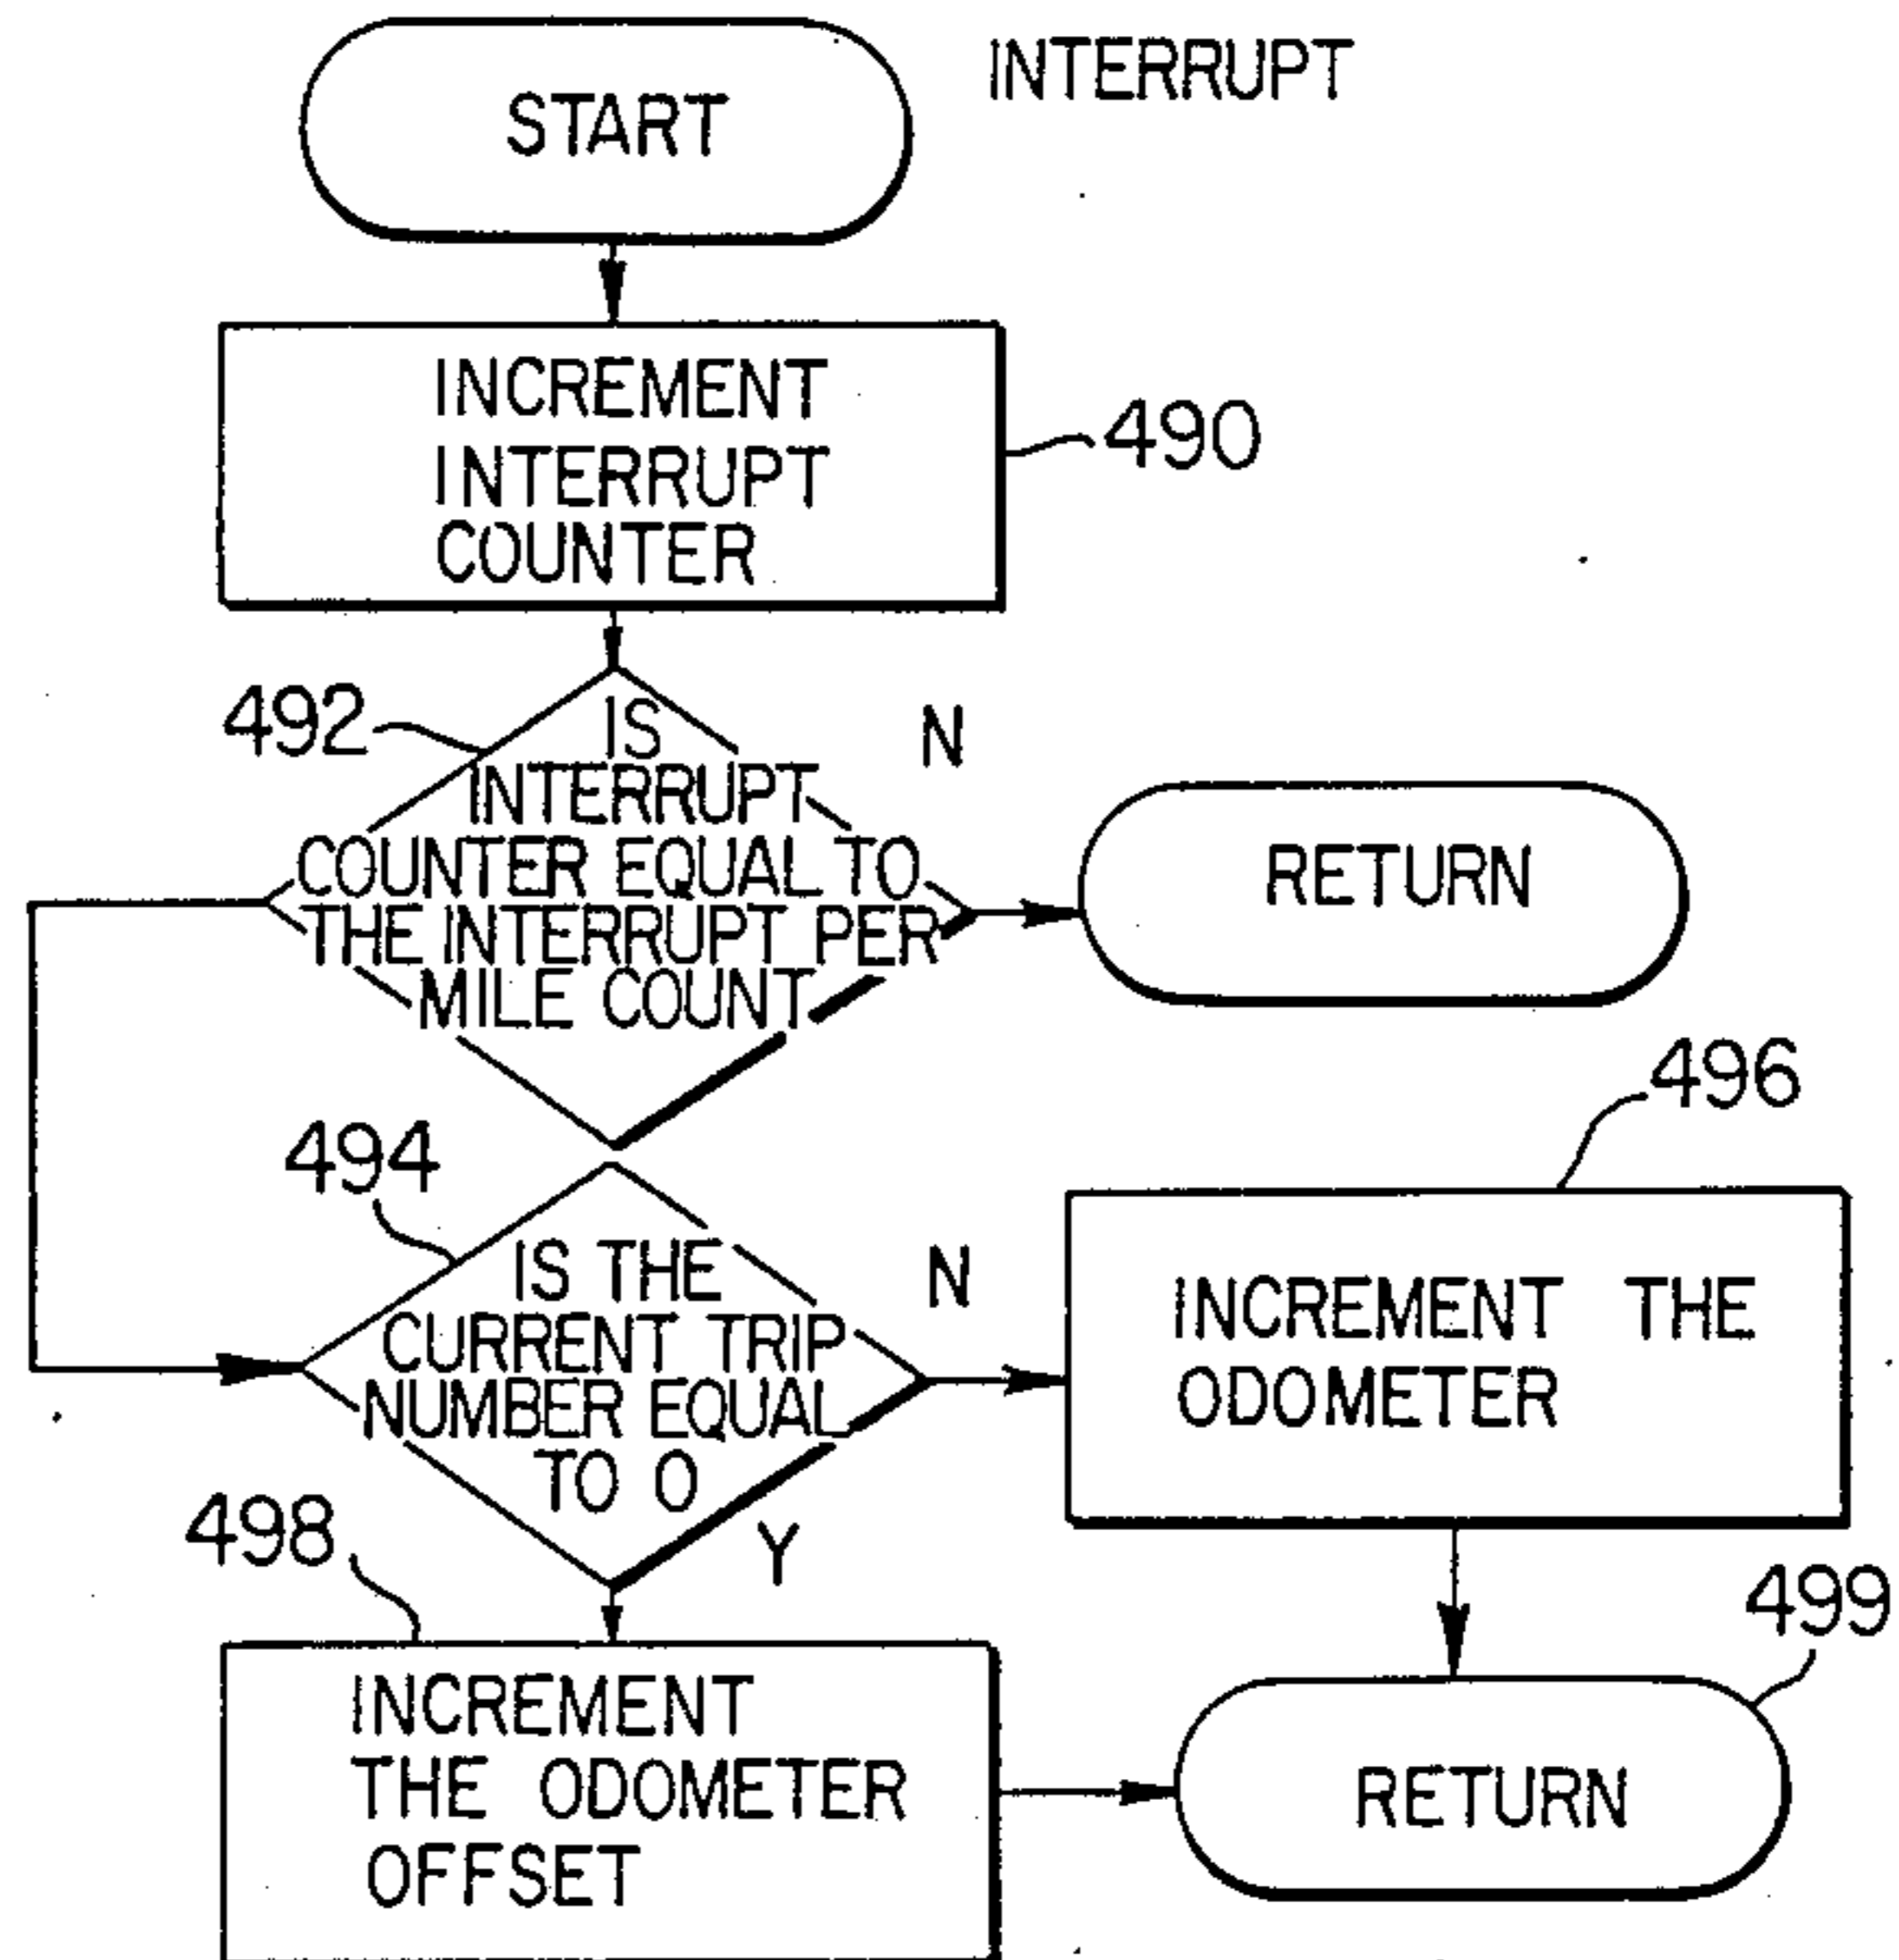 START
INTERRUPT
INCREMENT
INTERRUPT
COUNTER
490
492
IS
INTERRUPT
COUNTER EQUAL TO
THE INTERRUPT PER
MILE COUNT
N
RETURN
494
IS THE
CURRENT TRIP
NUMBER EQUAL
TO 0
N
Y
496
INCREMENT THE
ODOMETER
498
INCREMENT
THE ODOMETER
OFFSET
499
RETURN